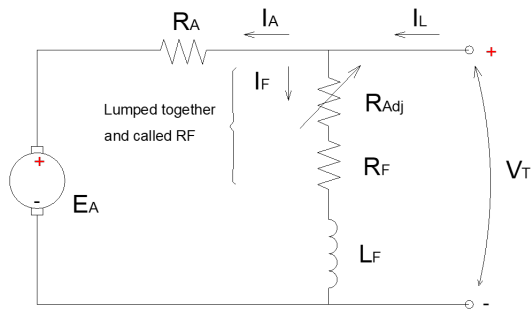 RA
IA
IL
+
IF
Lumped together
and called RF
RAdj
RF
VT
+
-
EA
LF
-